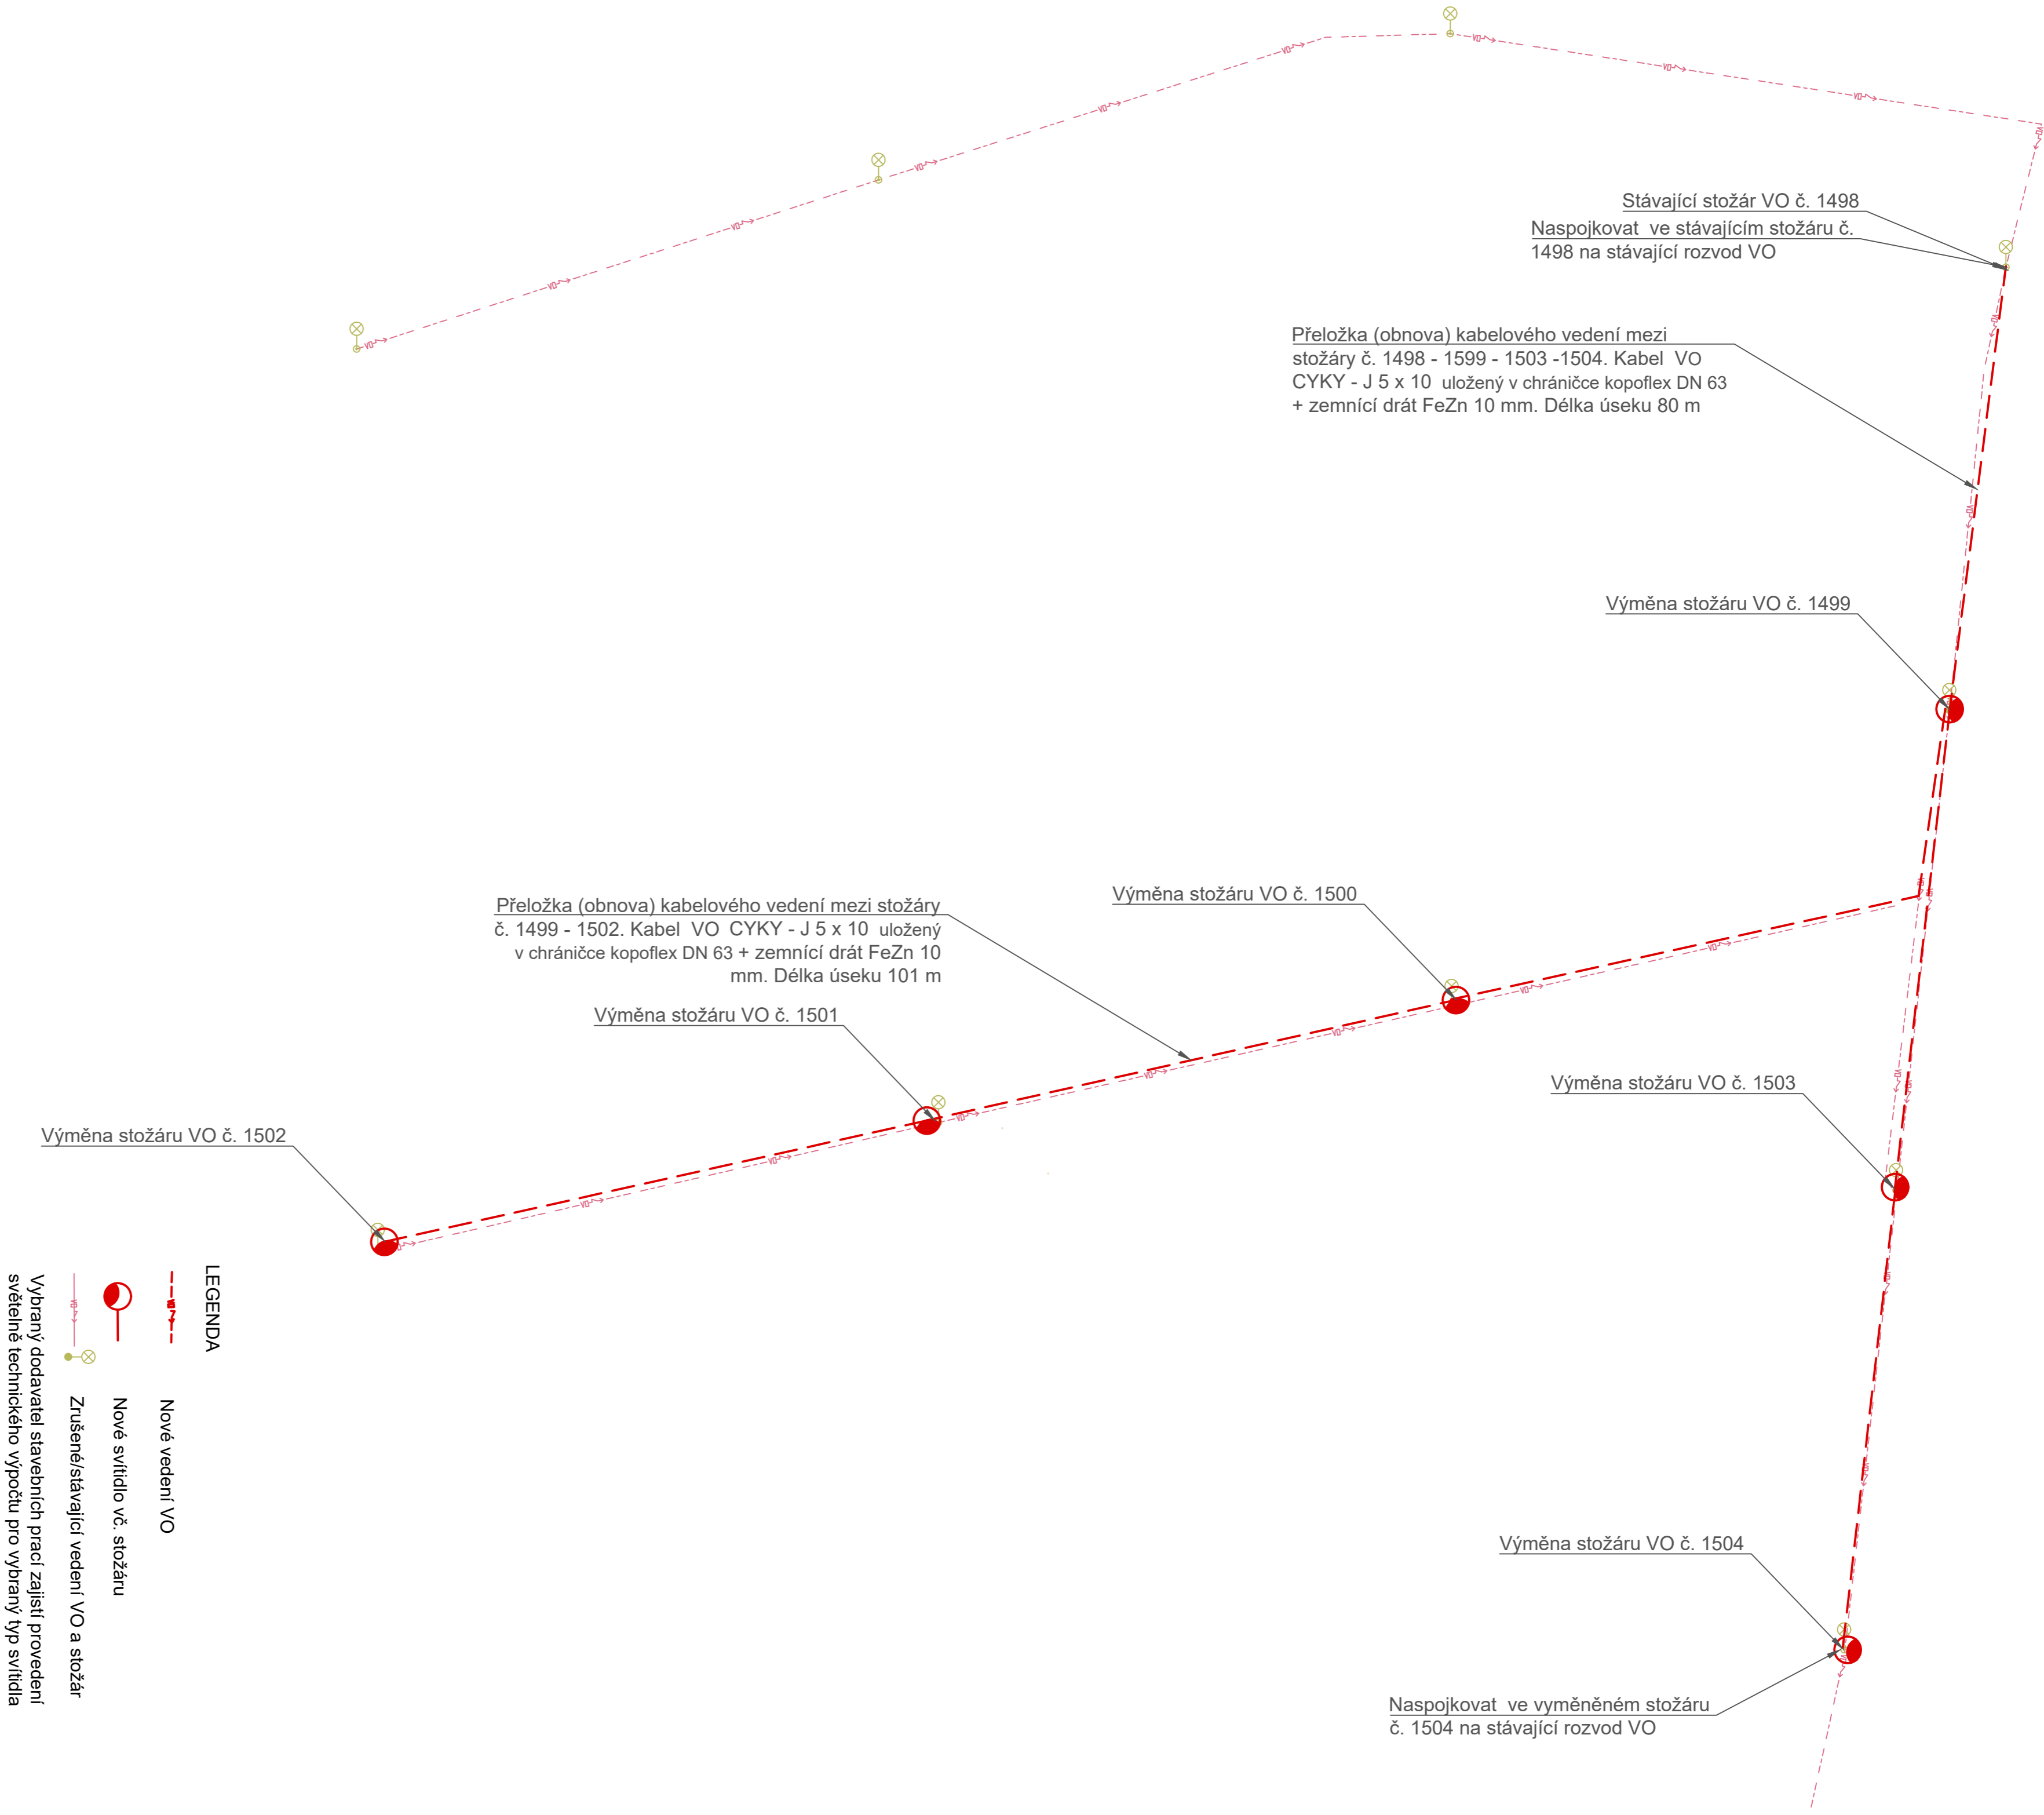 Stávající stožár VO č. 1498
Naspojkovat ve stávajícím stožáru č.
1498 na stávající rozvod VO
Přeložka (obnova) kabelového vedení mezi
stožáry č. 1498 - 1599 - 1503 -1504. Kabel VO
CYKY - J 5 x 10 uložený v chráničce kopoflex DN 63
+ zemnící drát FeZn 10 mm. Délka úseku 80 m
Výměna stožáru VO č. 1499
Výměna stožáru VO č. 1500
Přeložka (obnova) kabelového vedení mezi stožáry
č. 1499 - 1502. Kabel VO CYKY - J 5 x 10 uložený
v chráničce kopoflex DN 63 + zemnící drát FeZn 10
mm. Délka úseku 101 m
Výměna stožáru VO č. 1501
Výměna stožáru VO č. 1503
Výměna stožáru VO č. 1502
Výměna stožáru VO č. 1504
Naspojkovat ve vyměněném stožáru
č. 1504 na stávající rozvod VO
LEGENDA
Nové vedení VO
Nové svítidlo vč. stožáru
Zrušené/stávající vedení VO a stožár
Vybraný dodavatel stavebních prací zajistí provedení
světelně technického výpočtu pro vybraný typ svítidla